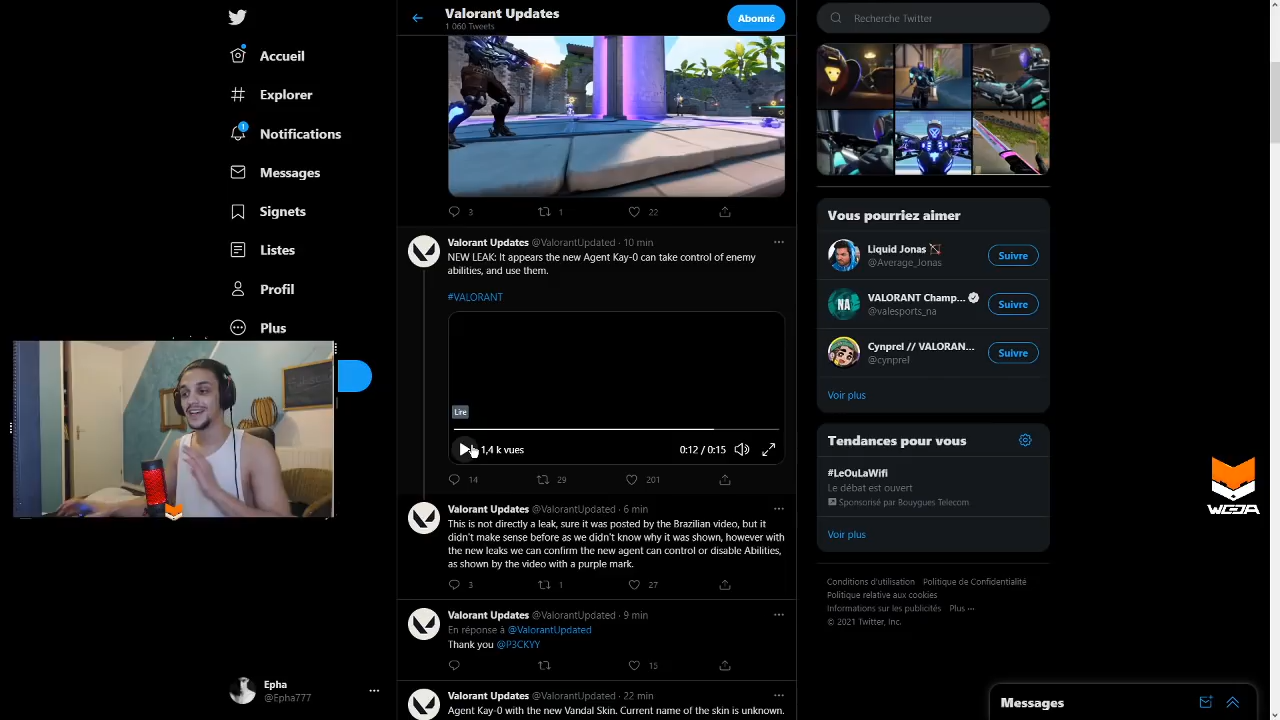 Accueil
Explorer
1
Notifications
Messages
Signets
Listes
Profil
Plus
Epha
@Epha777
Valorant Updates
1 060 Tweets
Abonné
3 1 22
Valorant Updates @ValorantUpdated · 10 min
NEW LEAK: It appears the new Agent Kay-0 can take control of enemy
abilities, and use them.
#VALORANT
Lire
1,4 k vues 0:12 / 0:15
14 29 201
Valorant Updates @ValorantUpdated · 6 min
This is not directly a leak, sure it was posted by the Brazilian video, but it
didn't make sense before as we didn't know why it was shown, however with
the new leaks we can confirm the new agent can control or disable Abilities,
as shown by the video with a purple mark.
3 1 27
Valorant Updates @ValorantUpdated · 9 min
En réponse à @ValorantUpdated
Thank you @P3CKYY
15
Valorant Updates @ValorantUpdated · 22 min
Agent Kay-0 with the new Vandal Skin. Current name of the skin is unknown.
Recherche Twitter
Vous pourriez aimer
Liquid Jonas
@Average_Jonas
Suivre
NA
VALORANT Champ...
@valesports_na
Suivre
Cynprel // VALORAN...
@cynprel
Suivre
Voir plus
Tendances pour vous
#LeOuLaWifi
Le débat est ouvert
Sponsorisé par Bouygues Telecom
Voir plus
Conditions d'utilisation Politique de Confidentialité
Politique relative aux cookies
Informations sur les publicités Plus ···
© 2021 Twitter, Inc.
Messages